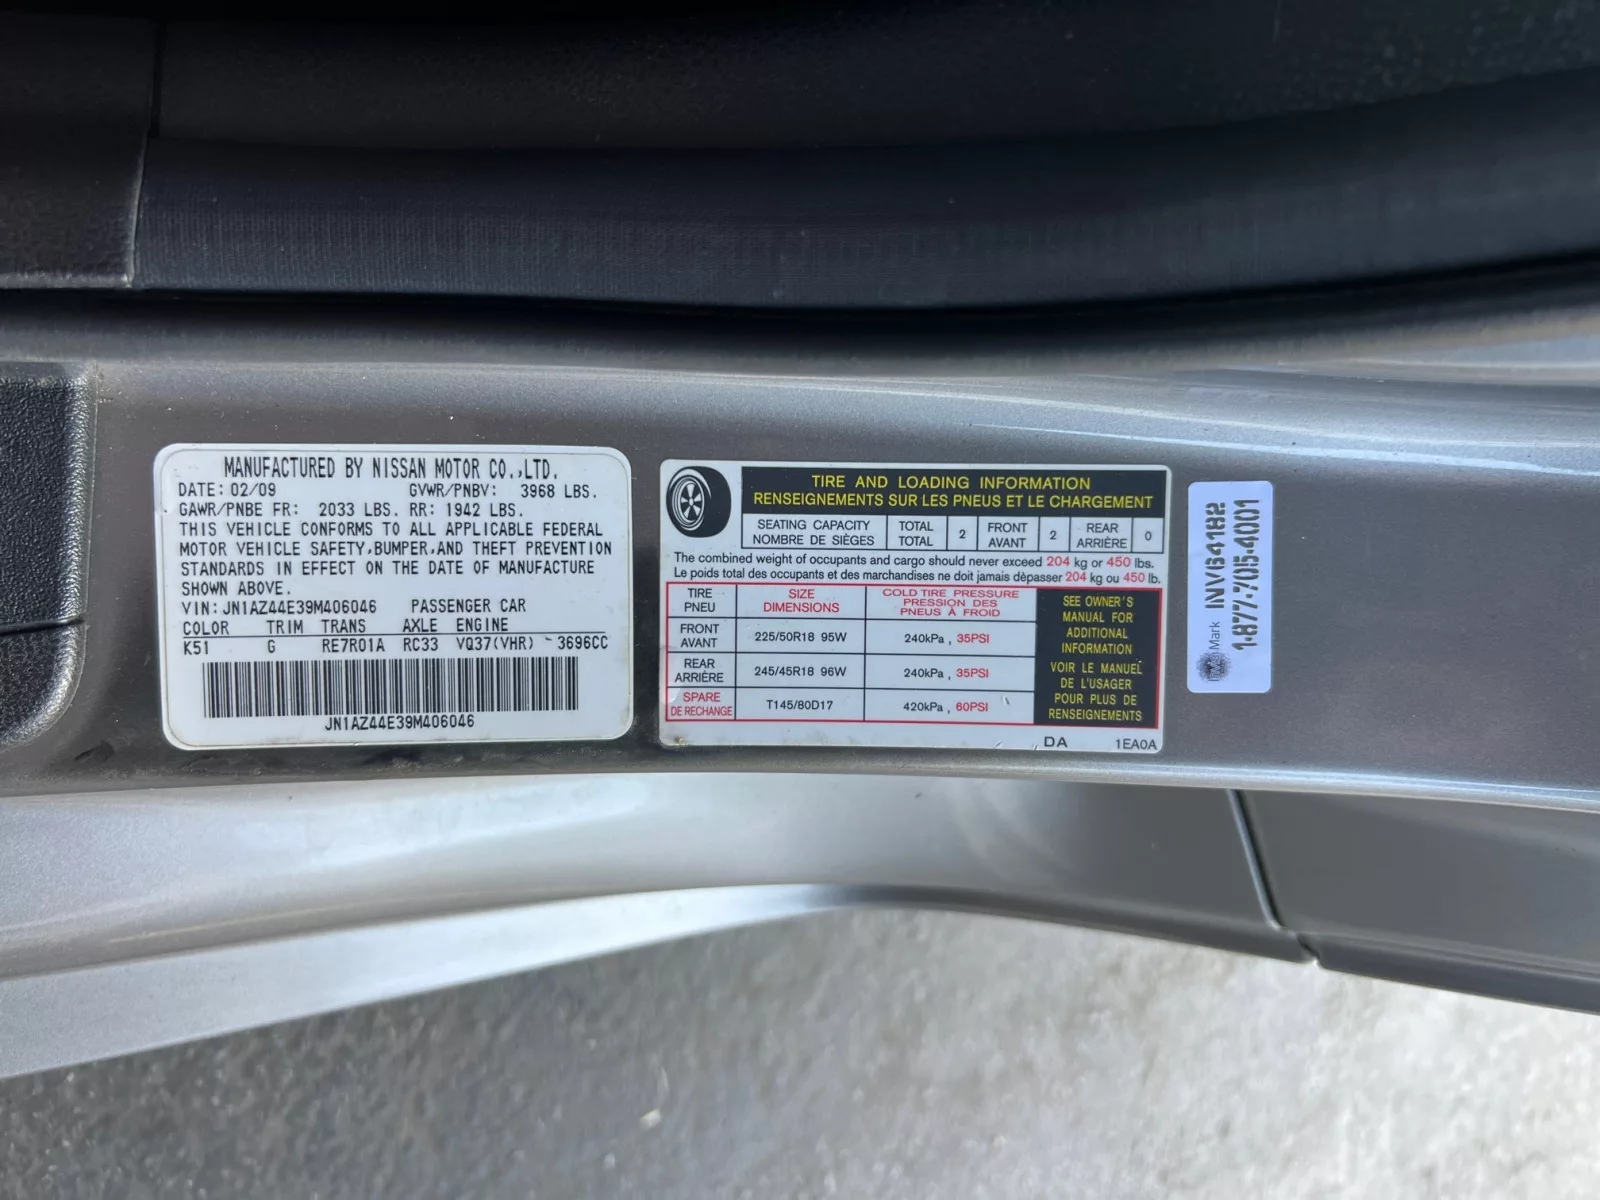 MANUFACTURED BY NISSAN MOTOR CO.,LTD.
DATE: 02/09 GVWR/PNBV: 3968 LBS.
GAWR/PNBE FR: 2033 LBS. RR: 1942 LBS.
THIS VEHICLE CONFORMS TO ALL APPLICABLE FEDERAL
MOTOR VEHICLE SAFETY,BUMPER,AND THEFT PREVENTION
STANDARDS IN EFFECT ON THE DATE OF MANUFACTURE
SHOWN ABOVE.
VIN: JN1AZ44E39M406046 PASSENGER CAR
COLOR TRIM TRANS AXLE ENGINE
K51 G RE7R01A RC33 VQ37(VHR) - 3696CC
JN1AZ44E39M406046
TIRE AND LOADING INFORMATION
RENSEIGNEMENTS SUR LES PNEUS ET LE CHARGEMENT
SEATING CAPACITY TOTAL 2 FRONT 2 REAR 0
NOMBRE DE SIÈGES TOTAL AVANT ARRIÈRE
The combined weight of occupants and cargo should never exceed 204 kg or 450 lbs.
Le poids total des occupants et des marchandises ne doit jamais dépasser 204 kg ou 450 lb.
TIRE SIZE COLD TIRE PRESSURE
PNEU DIMENSIONS PRESSION DES
PNEUS À FROID
FRONT
AVANT 225/50R18 95W 240kPa, 35PSI
REAR
ARRIÈRE 245/45R18 96W 240kPa, 35PSI
SPARE
DE RECHANGE T145/80D17 420kPa, 60PSI
SEE OWNER'S
MANUAL FOR
ADDITIONAL
INFORMATION
VOIR LE MANUEL
DE L'USAGER
POUR PLUS DE
RENSEIGNEMENTS
DA 1EA0A
Mark INV64182
1-877-705-4001